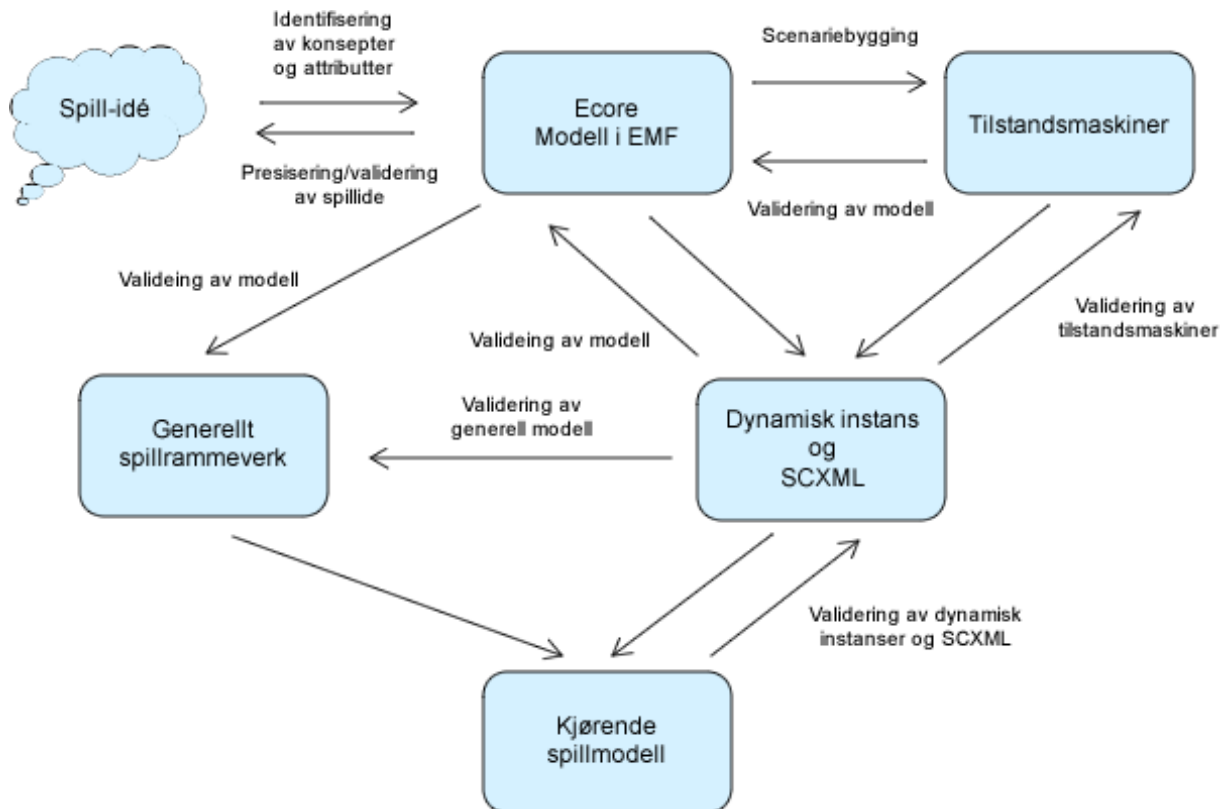 Identifisering
av konsepter
og attributter
Scenariebygging
Spill-idé
Ecore
Modell i EMF
Tilstandsmaskiner
Presisering/validering
av spillide
Validering av modell
Valideing av modell
Validering av
tilstandsmaskiner
Valideing av modell
Generellt
spillrammeverk
Validering av
generell modell
Dynamisk instans
og
SCXML
Validering av dynamisk
instanser og SCXML
Kjørende
spillmodell